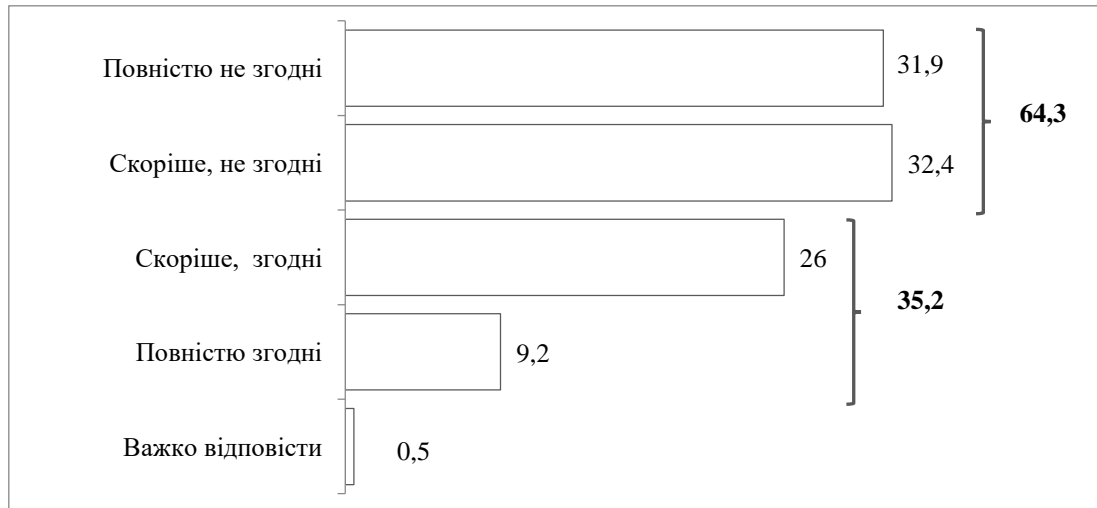 Повністю не згодні 31,9
64,3
Скоріше, не згодні 32,4
Скоріше,  згодні 26
35,2
Повністю згодні 9,2
Важко відповісти 0,5